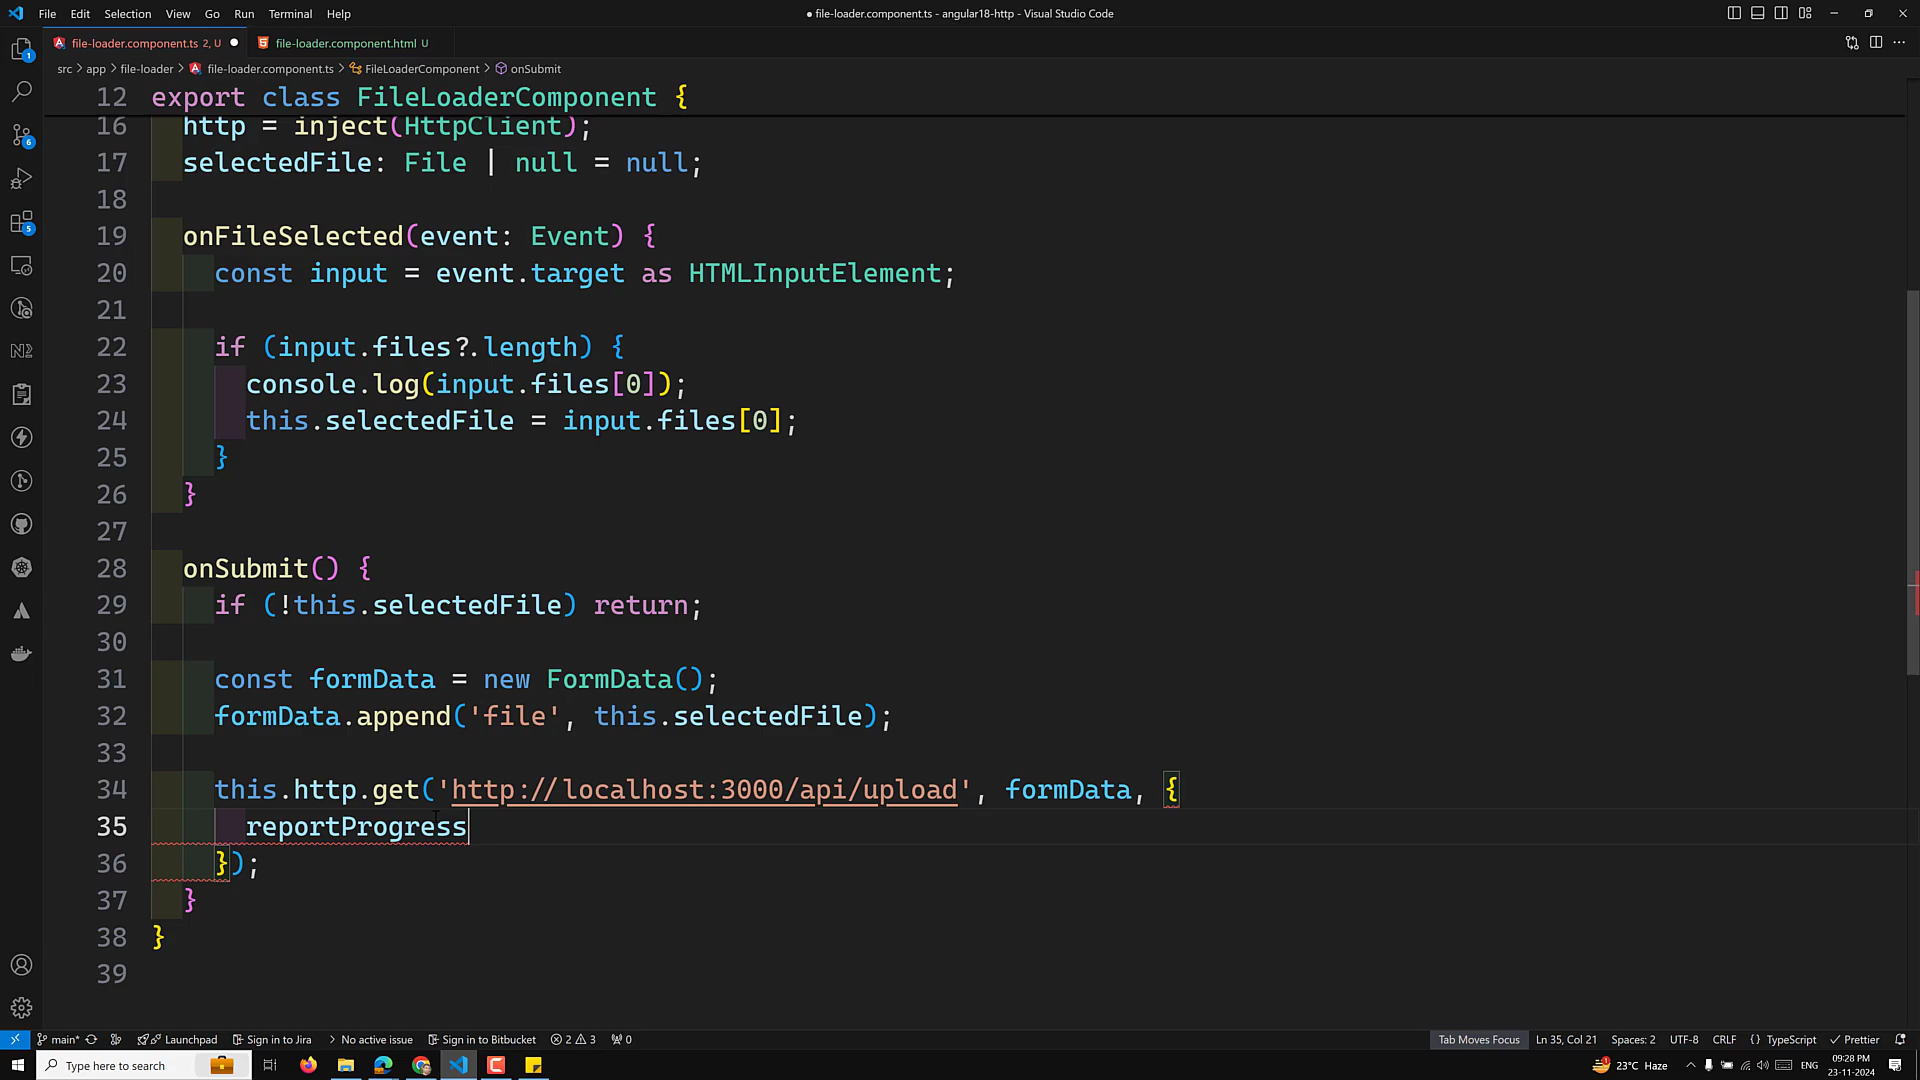 File Edit Selection View Go Run Terminal Help
● file-loader.component.ts - angular18-http - Visual Studio Code
file-loader.component.ts 2, U ●
file-loader.component.html U
src > app > file-loader > file-loader.component.ts > FileLoaderComponent > onSubmit
12 export class FileLoaderComponent {
16 http = inject(HttpClient);
17 selectedFile: File | null = null;
18
19 onFileSelected(event: Event) {
20 const input = event.target as HTMLInputElement;
21
22 if (input.files?.length) {
23 console.log(input.files[0]);
24 this.selectedFile = input.files[0];
25 }
26 }
27
28 onSubmit() {
29 if (!this.selectedFile) return;
30
31 const formData = new FormData();
32 formData.append('file', this.selectedFile);
33
34 this.http.get('http://localhost:3000/api/upload', formData, {
35 reportProgress
36 });
37 }
38 }
39
main* Launchpad Sign in to Jira > No active issue Sign in to Bitbucket 2 3 0
Tab Moves Focus Ln 35, Col 21 Spaces: 2 UTF-8 CRLF {} TypeScript Prettier
Type here to search
23°C Haze ENG 09:28 PM 23-11-2024